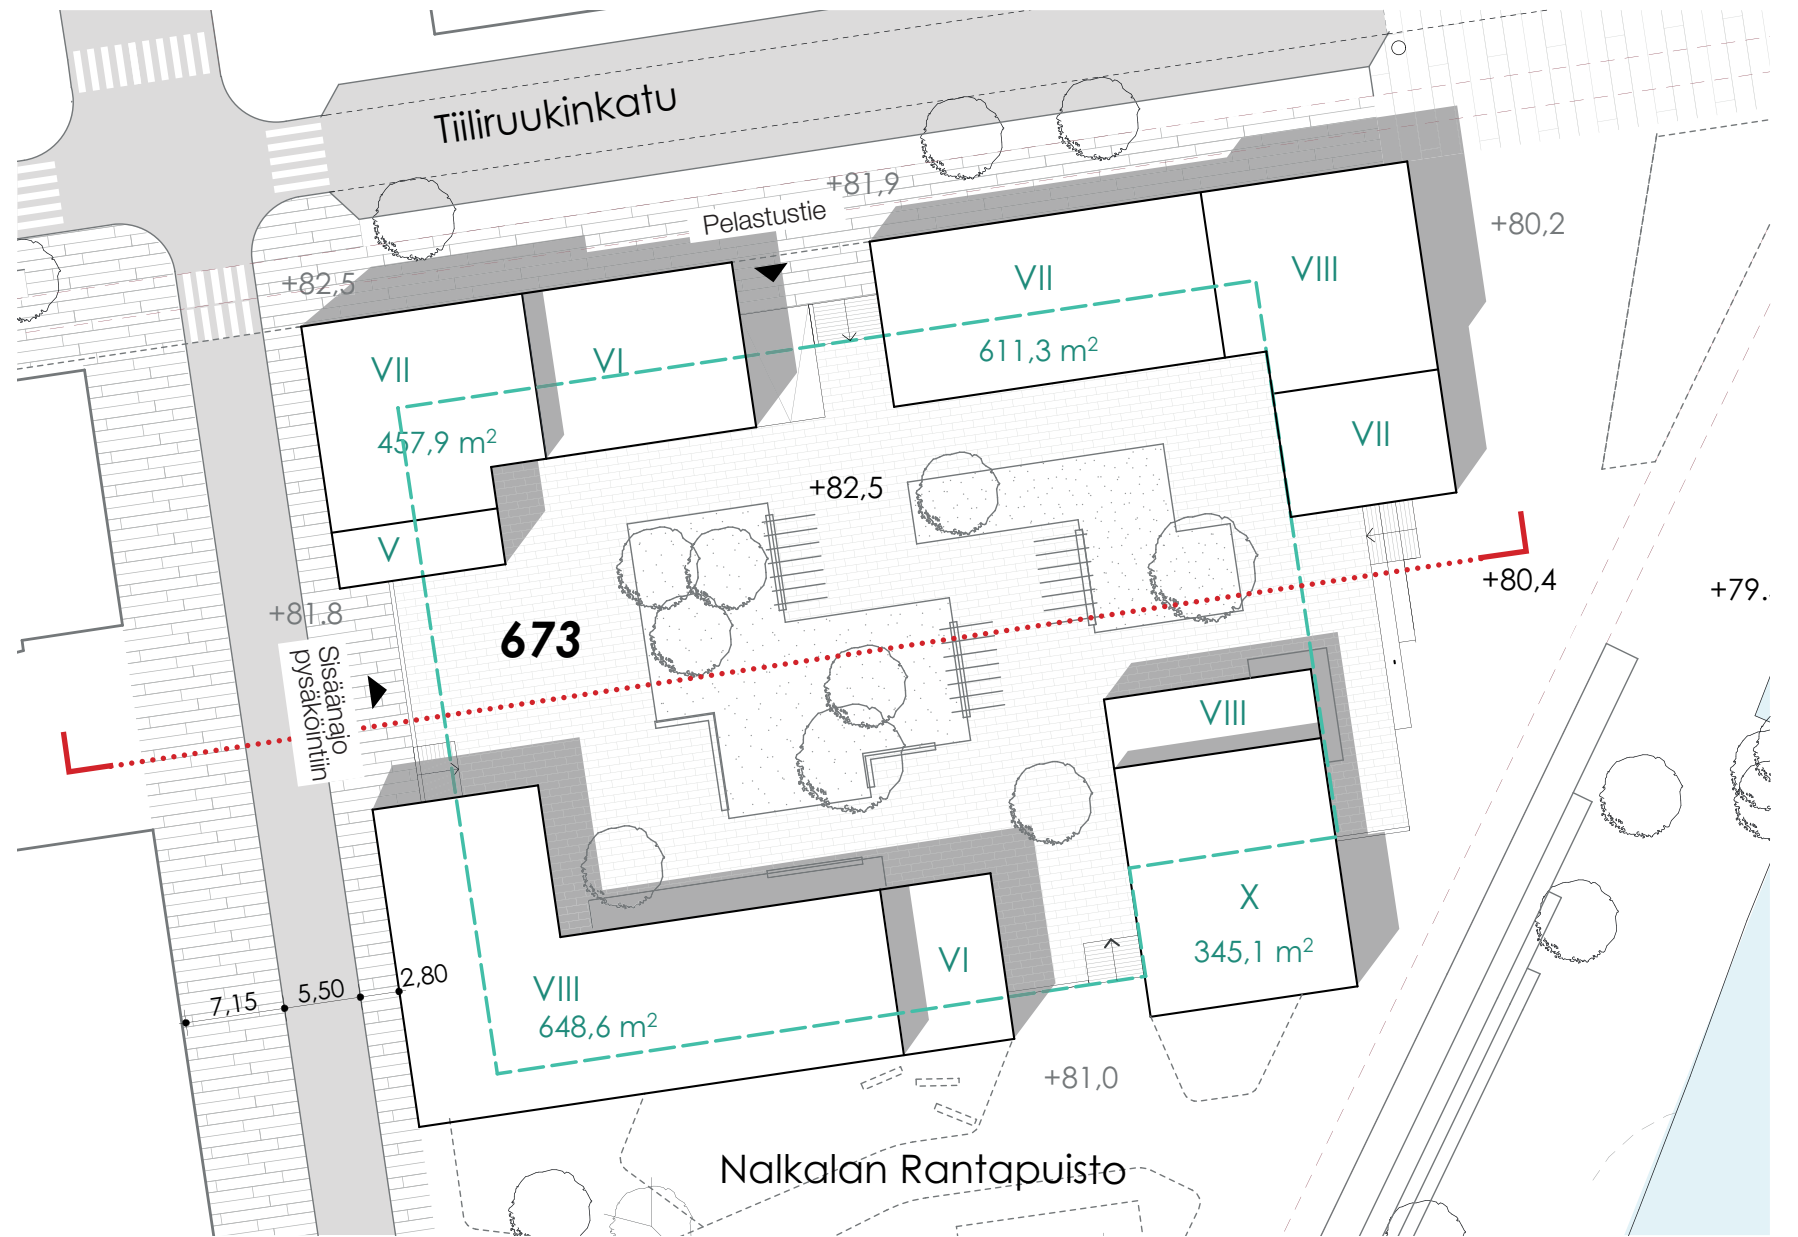 Tiiliruukinkatu
+81,9
Pelastustie
+80,2
+82,5
VII
VIII
VII
VI
611,3 m²
457,9 m²
VII
+82,5
V
+80,4
+79.
+81.8
673
Sisäänajo
pysäköintiin
VIII
X
345,1 m²
VI
2,80
5,50
7,15
VIII
648,6 m²
+81,0
Nalkalan Rantapuisto